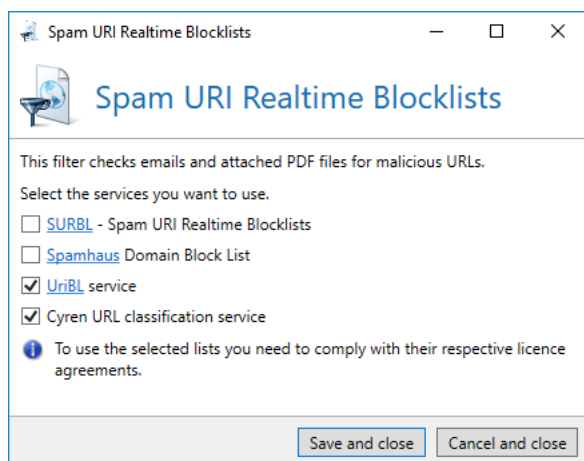 Spam URI Realtime Blocklists
Spam URI Realtime Blocklists
This filter checks emails and attached PDF files for malicious URLs.
Select the services you want to use.
SURBL - Spam URI Realtime Blocklists
Spamhaus Domain Block List
UriBL service
Cyren URL classification service
To use the selected lists you need to comply with their respective licence
agreements.
Save and close Cancel and close